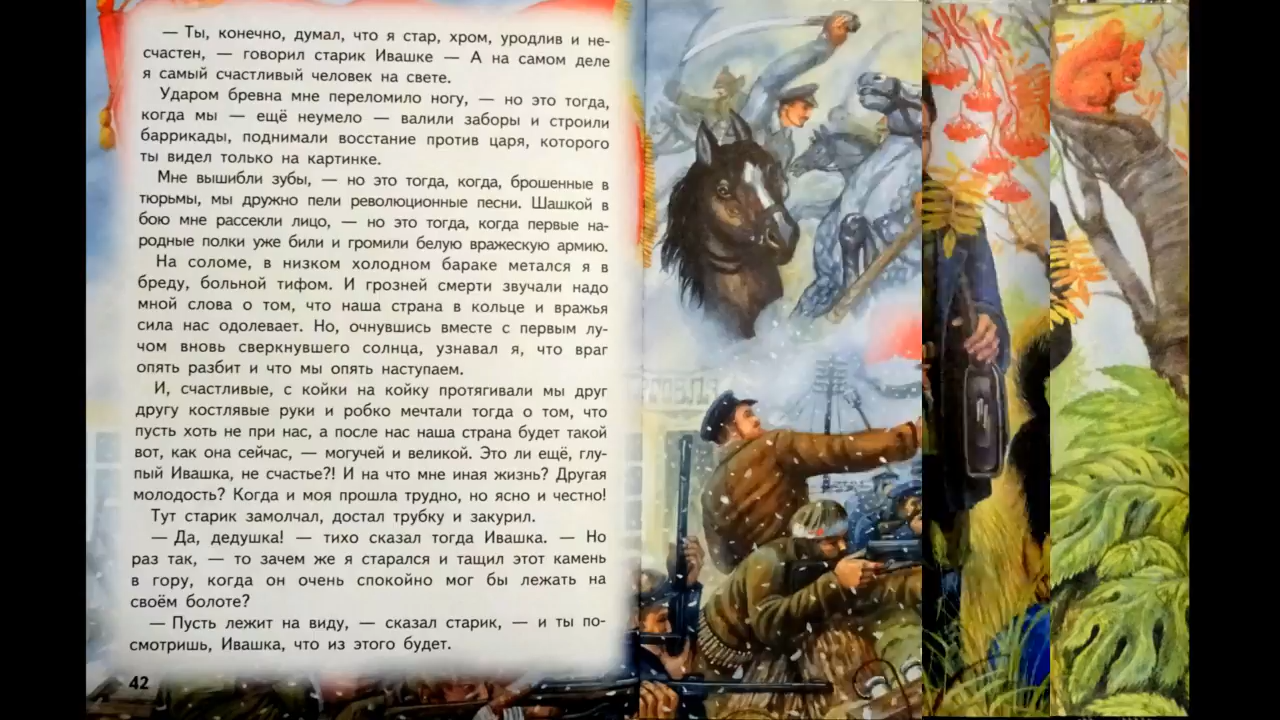 — Ты, конечно, думал, что я стар, хром, уродлив и не-
счастен, — говорил старик Ивашке — А на самом деле
я самый счастливый человек на свете.
Ударом бревна мне переломило ногу, — но это тогда,
когда мы — ещё неумело — валили заборы и строили
баррикады, поднимали восстание против царя, которого
ты видел только на картинке.
Мне вышибли зубы, — но это тогда, когда, брошенные в
тюрьмы, мы дружно пели революционные песни. Шашкой в
бою мне рассекли лицо, — но это тогда, когда первые на-
родные полки уже били и громили белую вражескую армию.
На соломе, в низком холодном бараке метался я в
бреду, больной тифом. И грозней смерти звучали надо
мной слова о том, что наша страна в кольце и вражья
сила нас одолевает. Но, очнувшись вместе с первым лу-
чом вновь сверкнувшего солнца, узнавал я, что враг
опять разбит и что мы опять наступаем.
И, счастливые, с койки на койку протягивали мы друг
другу костлявые руки и робко мечтали тогда о том, что
пусть хоть не при нас, а после нас наша страна будет такой
вот, как она сейчас, — могучей и великой. Это ли ещё, глу-
пый Ивашка, не счастье?! И на что мне иная жизнь? Другая
молодость? Когда и моя прошла трудно, но ясно и честно!
Тут старик замолчал, достал трубку и закурил.
— Да, дедушка! — тихо сказал тогда Ивашка. — Но
раз так, — то зачем же я старался и тащил этот камень
в гору, когда он очень спокойно мог бы лежать на
своём болоте?
— Пусть лежит на виду, — сказал старик, — и ты по-
смотришь, Ивашка, что из этого будет.
42